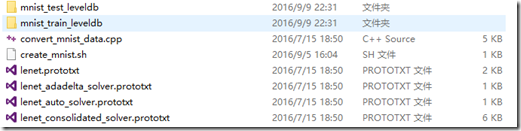 mnist_test_leveldb 2016/9/9 22:31 文件夹
mnist_train_leveldb 2016/9/9 22:31 文件夹
convert_mnist_data.cpp 2016/7/15 18:50 C++ Source 5 KB
create_mnist.sh 2016/9/5 16:04 SH 文件 1 KB
lenet.prototxt 2016/7/15 18:50 PROTOTXT 文件 2 KB
lenet_adadelta_solver.prototxt 2016/7/15 18:50 PROTOTXT 文件 1 KB
lenet_auto_solver.prototxt 2016/7/15 18:50 PROTOTXT 文件 1 KB
lenet_consolidated_solver.prototxt 2016/7/15 18:50 PROTOTXT 文件 6 KB